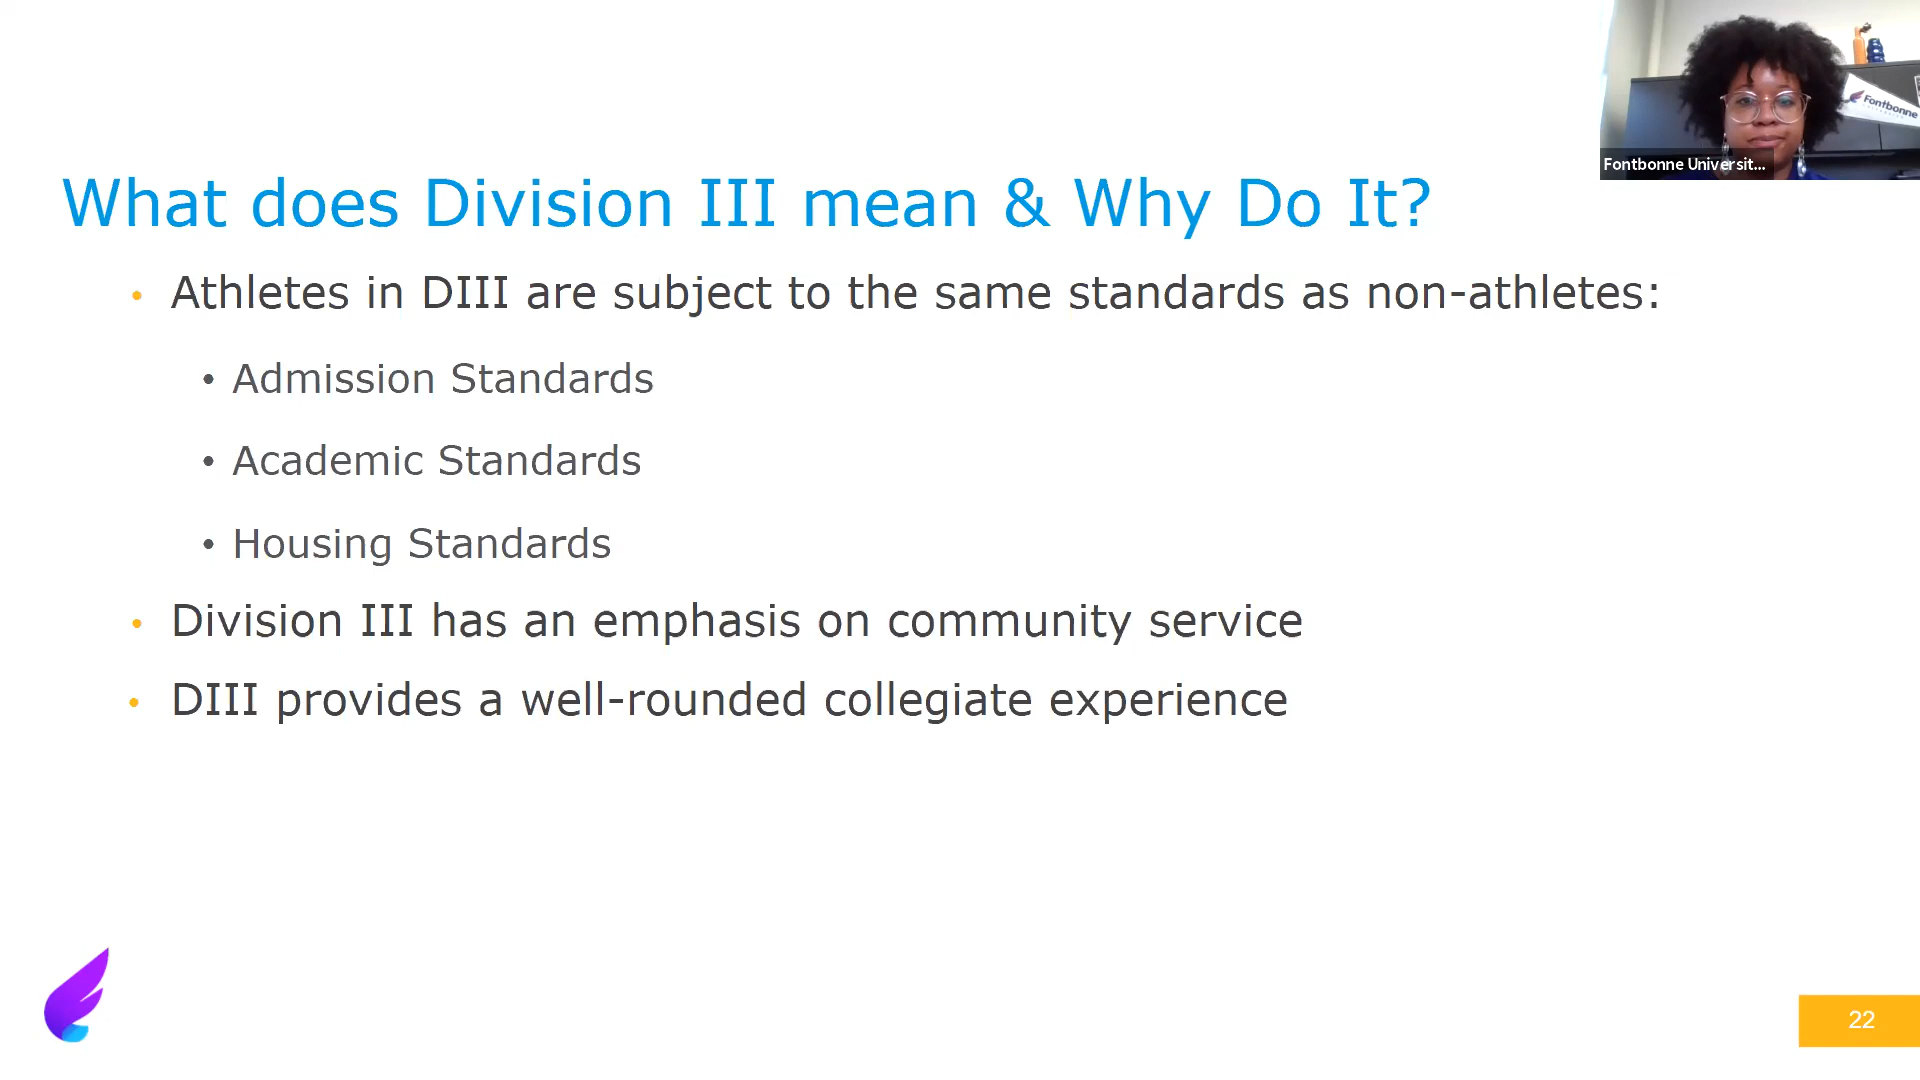 What does Division III mean & Why Do It?
• Athletes in DIII are subject to the same standards as non-athletes:
• Admission Standards
• Academic Standards
• Housing Standards
• Division III has an emphasis on community service
• DIII provides a well-rounded collegiate experience
Fontbonne
Fontbonne Universit...
22